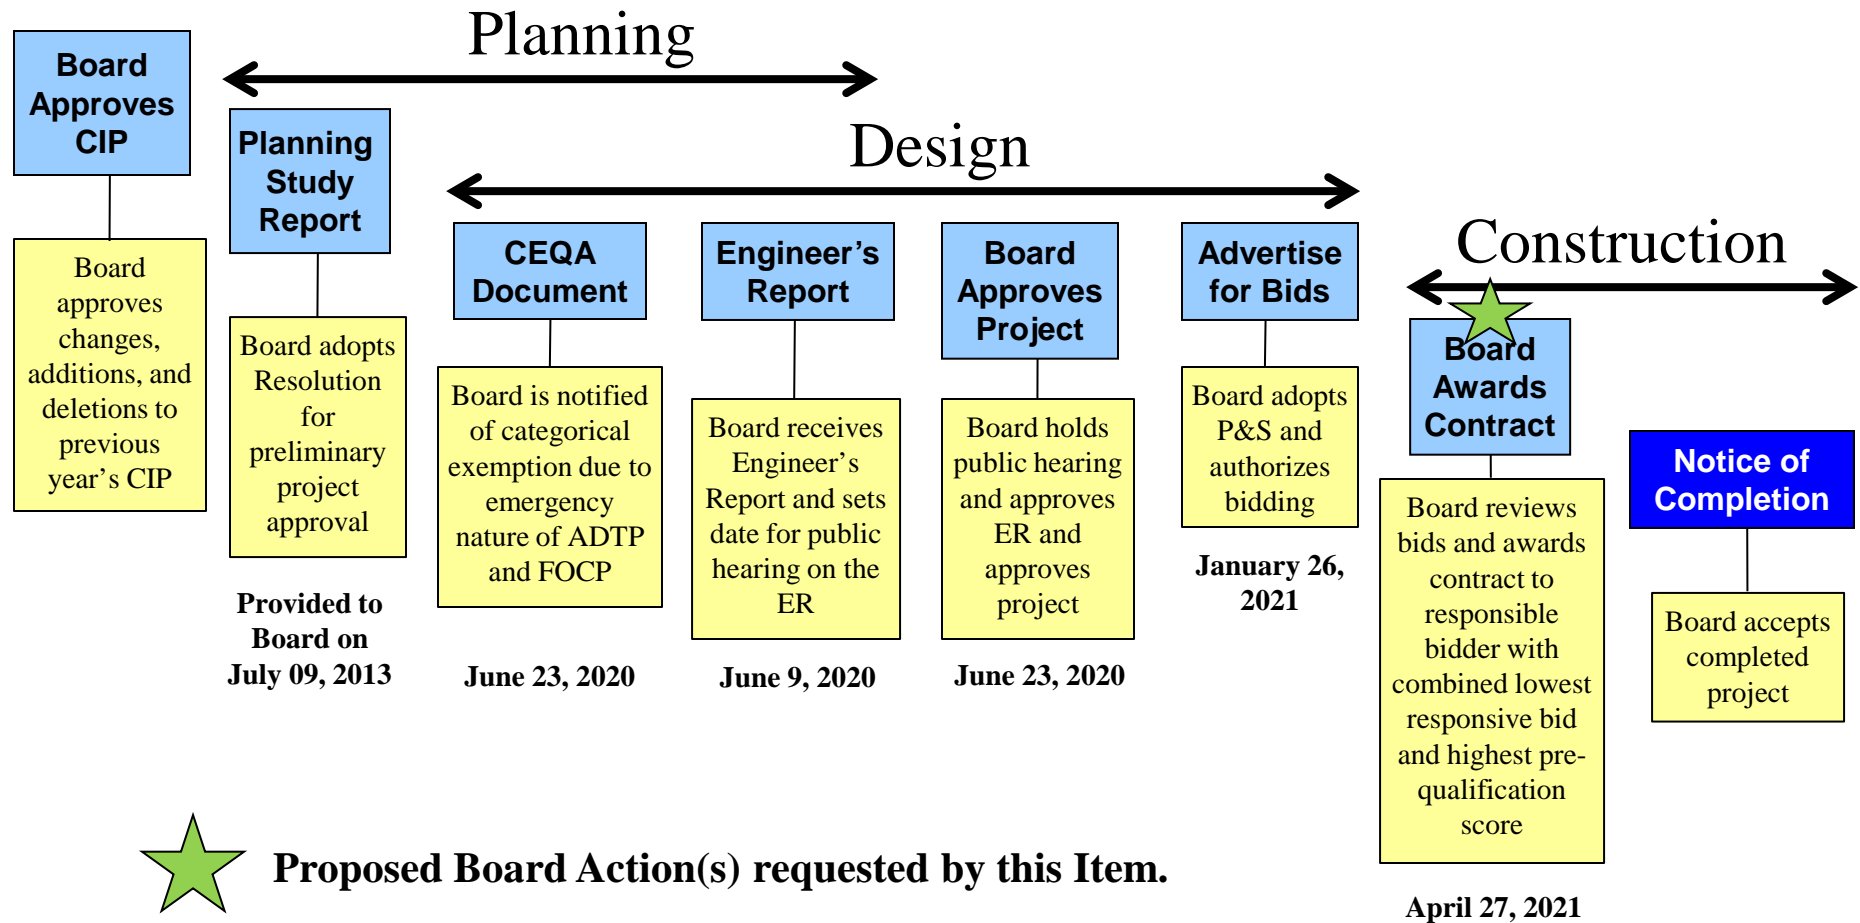 Planning
Design
Construction
Board
Approves
CIP
Board
approves
changes,
additions, and
deletions to
previous
year’s CIP
Planning
Study
Report
Board adopts
Resolution
for
preliminary
project
approval
Provided to
Board on
July 09, 2013
CEQA
Document
Board is notified
of categorical
exemption due to
emergency
nature of ADTP
and FOCP
June 23, 2020
Engineer’s
Report
Board receives
Engineer’s
Report and sets
date for public
hearing on the
ER
June 9, 2020
Board
Approves
Project
Board holds
public hearing
and approves
ER and
approves
project
June 23, 2020
Advertise
for Bids
Board adopts
P&S and
authorizes
bidding
January 26,
2021
Board
Awards
Contract
Board reviews
bids and awards
contract to
responsible
bidder with
combined lowest
responsive bid
and highest pre-
qualification
score
April 27, 2021
Notice of
Completion
Board accepts
completed
project
Proposed Board Action(s) requested by this Item.